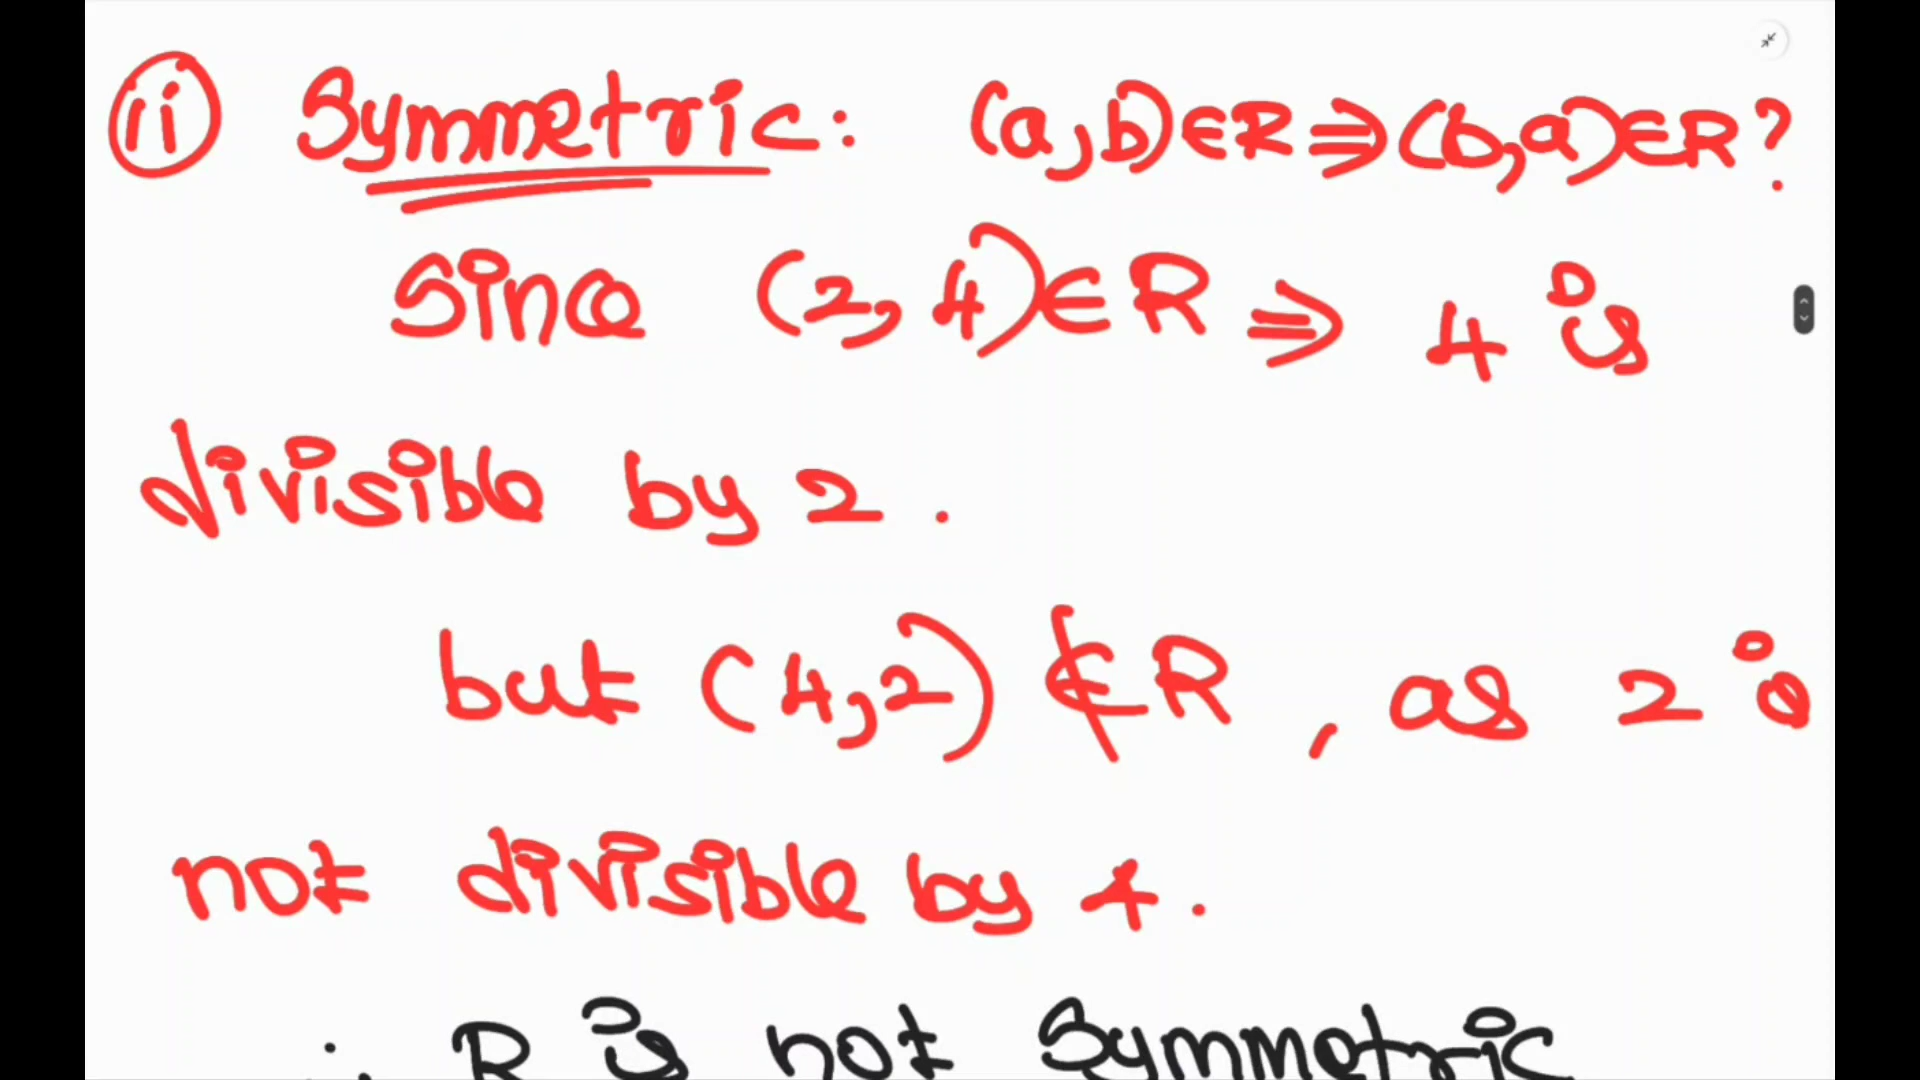 (ii) Symmetric: (a,b)∈R⇒(b,a)∈R?
Since (2,4)∈R ⇒ 4 is
divisible by 2.
but (4,2)∉R, as 2 is
not divisible by 4.
∴ R is not Symmetric